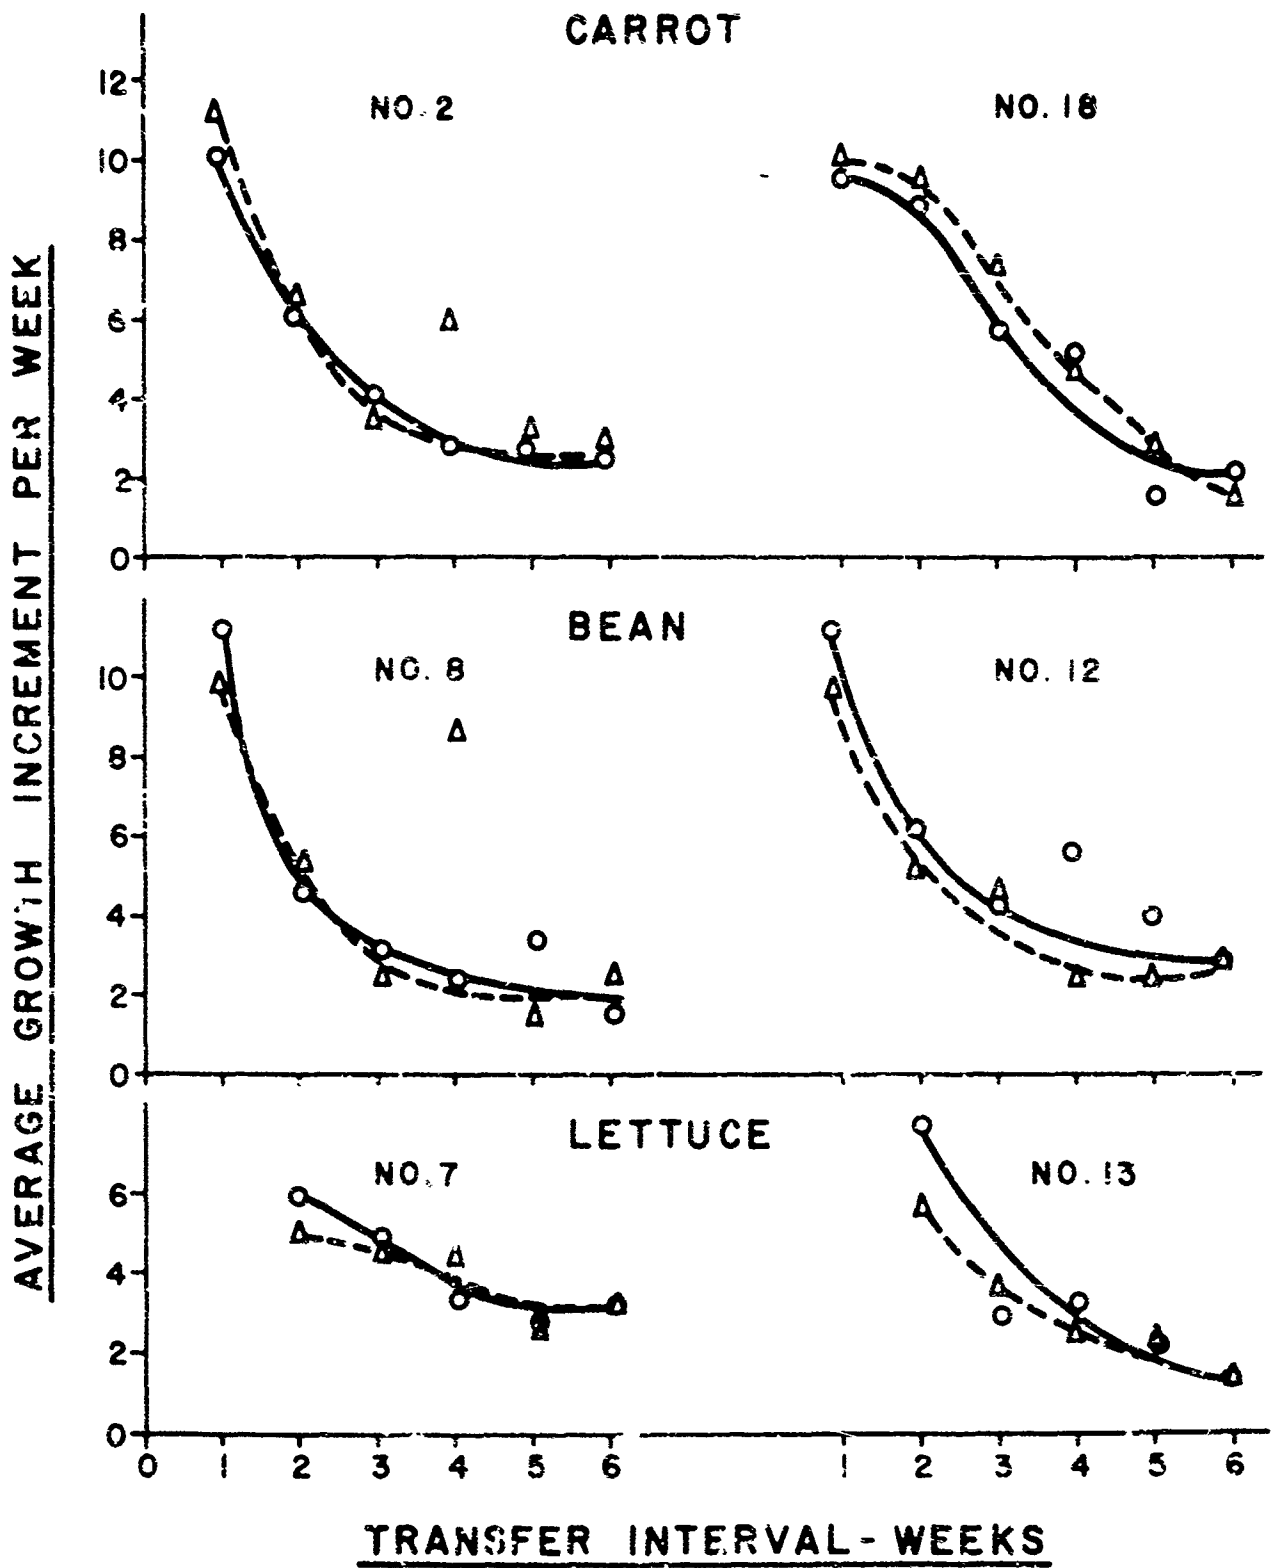 CARROT
12
10
8
6
4
2
0
NO. 2
NO. 18
BEAN
10
8
6
4
2
0
NO. 8
NO. 12
LETTUCE
6
4
2
0
NO. 7
NO. 13
0 1 2 3 4 5 6
1 2 3 4 5 6
AVERAGE GROWTH INCREMENT PER WEEK
TRANSFER INTERVAL-WEEKS